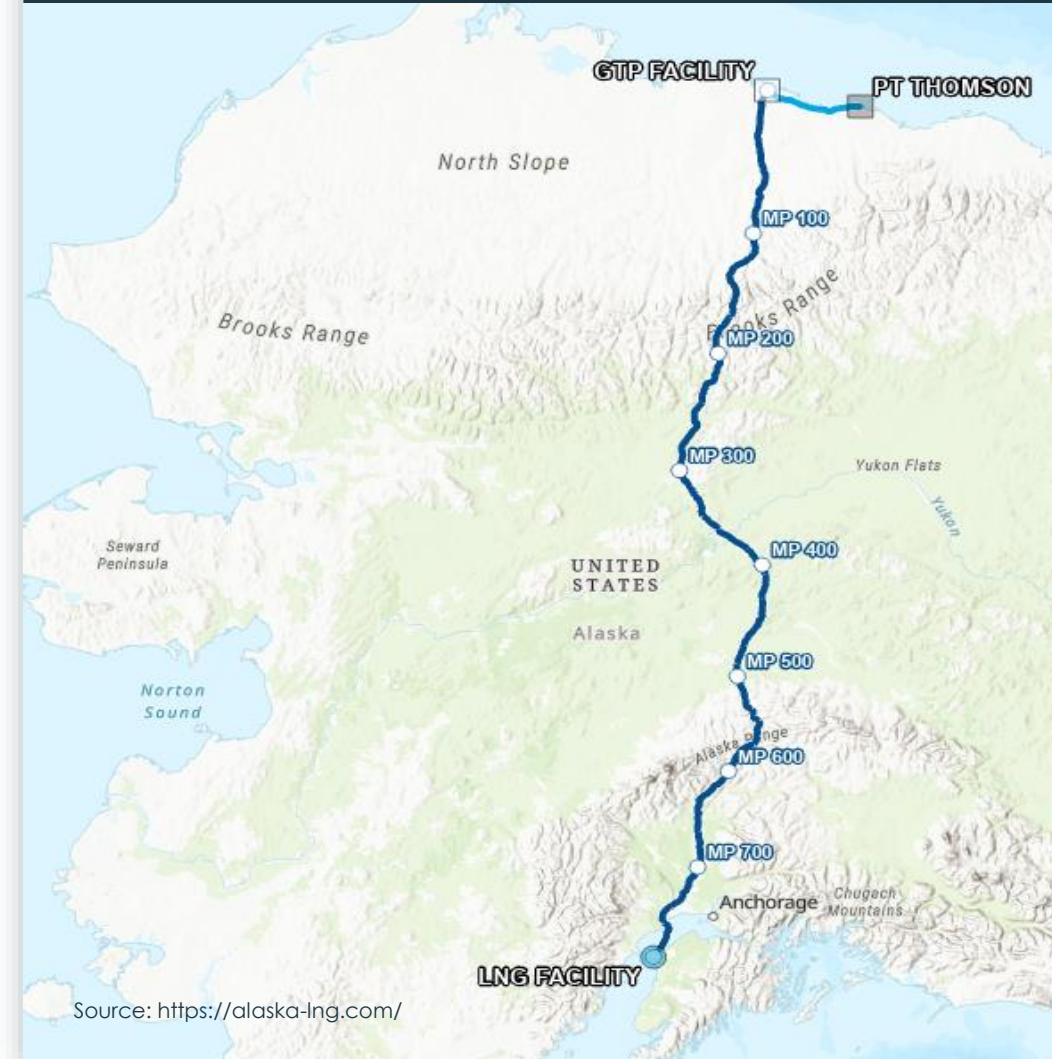 GTP FACILITY
PT THOMSON
North Slope
MP 100
Brooks Range
Brooks Range
MP 200
MP 300
Yukon Flats
Yukon
MP 400
Seward
Peninsula
UNITED
STATES
Alaska
MP 500
Norton
Sound
Alaska Range
MP 600
MP 700
Anchorage
Chugach
Mountains
LNG FACILITY
Source: https://alaska-lng.com/